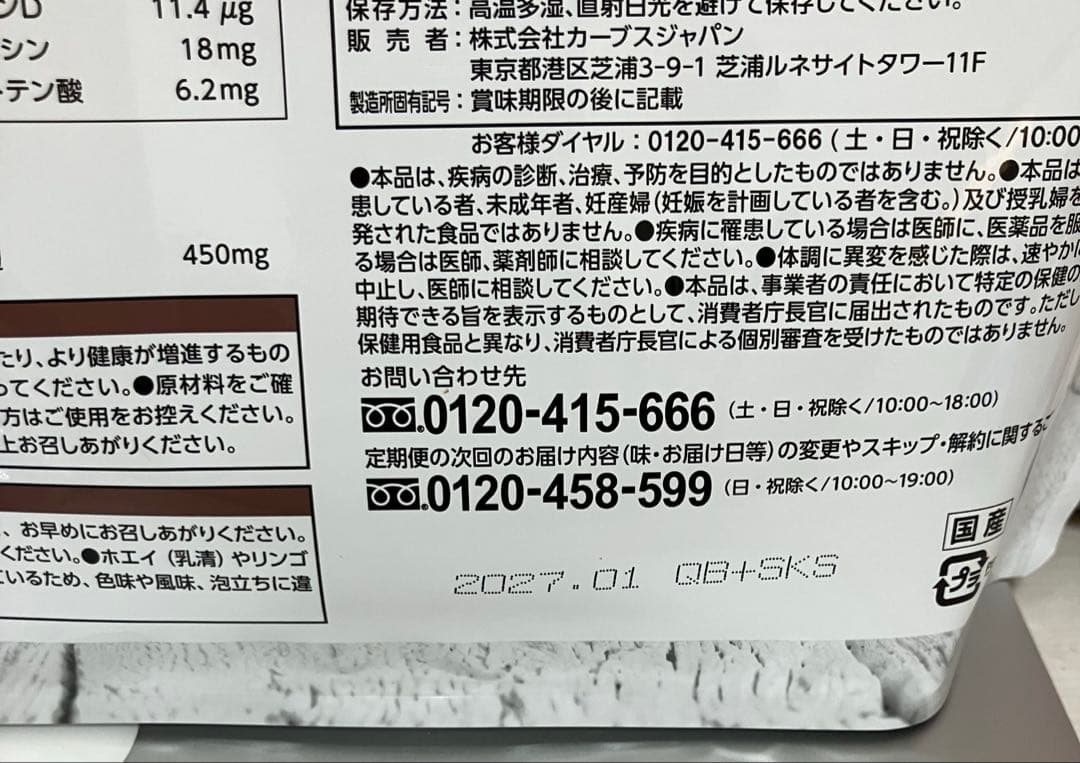 11.4 μg
シン 18mg
テン酸 6.2mg
450mg
たり、より健康が増進するもの
ってください。●原材料をご確
方はご使用をお控えください。
上お召しあがりください。
、お早めにお召しあがりください。
ください。●ホエイ（乳清）やリンゴ
ているため、色味や風味、泡立ちに違
保存方法：高温多湿、直射日光を避けて保存してください。
販売者：株式会社カーブスジャパン
東京都港区芝浦3-9-1 芝浦ルネサイトタワー11F
製造所固有記号：賞味期限の後に記載
お客様ダイヤル：0120-415-666（土・日・祝除く/10:00
●本品は、疾病の診断、治療、予防を目的としたものではありません。●本品は
患している者、未成年者、妊産婦（妊娠を計画している者を含む。）及び授乳婦を
発された食品ではありません。●疾病に罹患している場合は医師に、医薬品を服
る場合は医師、薬剤師に相談してください。●体調に異変を感じた際は、速やかに
中止し、医師に相談してください。●本品は、事業者の責任において特定の保健の
期待できる旨を表示するものとして、消費者庁長官に届出されたものです。ただし
保健用食品と異なり、消費者庁長官による個別審査を受けたものではありません。
お問い合わせ先
0120-415-666（土・日・祝除く/10:00~18:00）
定期便の次回のお届け内容（味・お届け日等）の変更やスキップ・解約に関する
0120-458-599（日・祝除く/10:00~19:00）
国産
プラ
2027.01 QB+SKS